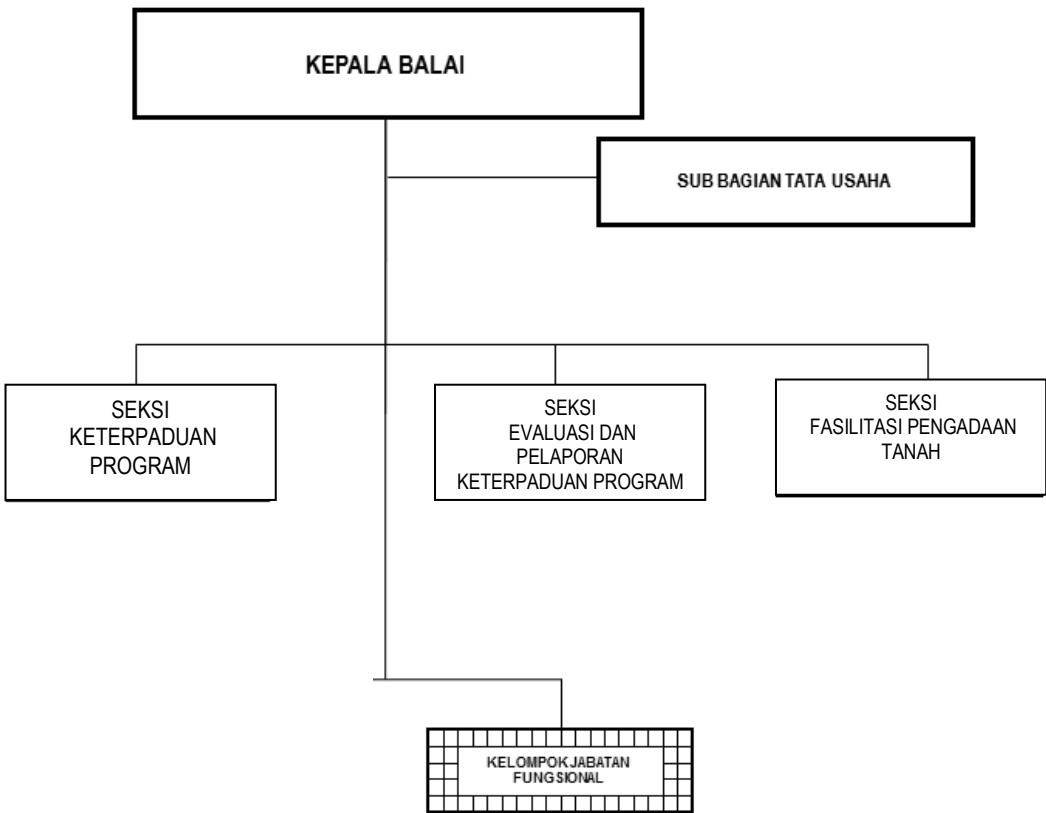 KEPALA BALAI
SUB BAGIAN TATA USAHA
SEKSI
KETERPADUAN
PROGRAM
SEKSI
EVALUASI DAN
PELAPORAN
KETERPADUAN PROGRAM
SEKSI
FASILITASI PENGADAAN
TANAH
KELOMPOK JABATAN
FUNGSIONAL